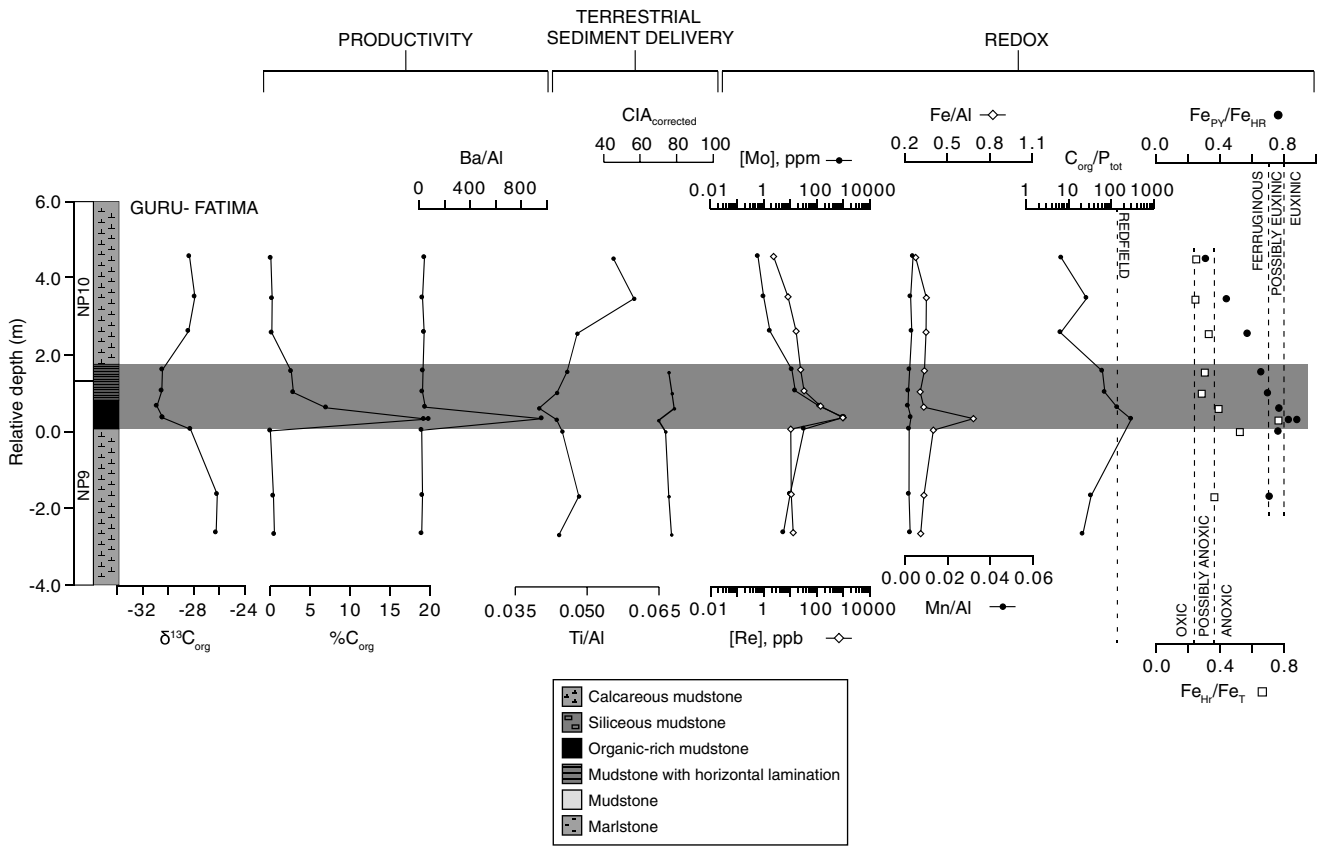 PRODUCTIVITY
TERRESTRIAL
SEDIMENT DELIVERY
REDOX
Ba/Al
0 400 800
CIAcorrected
40 60 80 100
[Mo], ppm
0.01 1 100 10000
Fe/Al
0.2 0.5 0.8 1.1
Corg/Ptot
1 10 100 1000
FePY/FeHR
0.0 0.4 0.8
GURU- FATIMA
6.0
4.0
2.0
0.0
-2.0
-4.0
Relative depth (m)
NP10
NP9
REDFIELD
FERRUGINOUS
POSSIBLY EUXINIC
EUXINIC
OXIC
POSSIBLY ANOXIC
ANOXIC
-32 -28 -24
δ13Corg
0 5 10 15 20
%Corg
0.035 0.050 0.065
Ti/Al
0.01 1 100 10000
[Re], ppb
0.00 0.02 0.04 0.06
Mn/Al
0.0 0.4 0.8
FeHr/FeT
Calcareous mudstone
Siliceous mudstone
Organic-rich mudstone
Mudstone with horizontal lamination
Mudstone
Marlstone